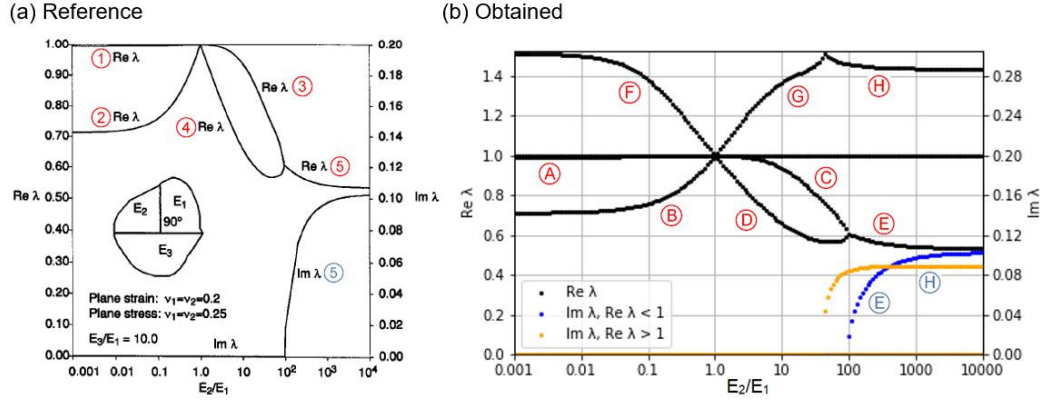 (a) Reference
1.00
0.90
0.80
0.70
0.60
Re λ
0.50
0.40
0.30
0.20
0.10
0.00
① Re λ
② Re λ
Re λ ③
④ Re λ
Re λ ⑤
Im λ ⑤
E₂ E₁
90°
E₃
Plane strain: ν₁=ν₂=0.2
Plane stress: ν₁=ν₂=0.25
E₃/E₁ = 10.0
Im λ
0.20
0.18
0.16
0.14
0.12
0.10
Im λ
0.08
0.06
0.04
0.02
0.00
0.001 0.01 0.1 1.0 10 10² 10³ 10⁴
E₂/E₁
(b) Obtained
1.4
1.2
1.0
0.8
0.6
0.4
0.2
0.0
Re λ
F
G
H
A
B
C
D
E
E
H
Re λ
Im λ, Re λ < 1
Im λ, Re λ > 1
0.28
0.24
0.20
0.16
0.12
0.08
0.04
0.00
Im λ
0.001 0.01 0.1 1.0 10 100 1000 10000
E₂/E₁